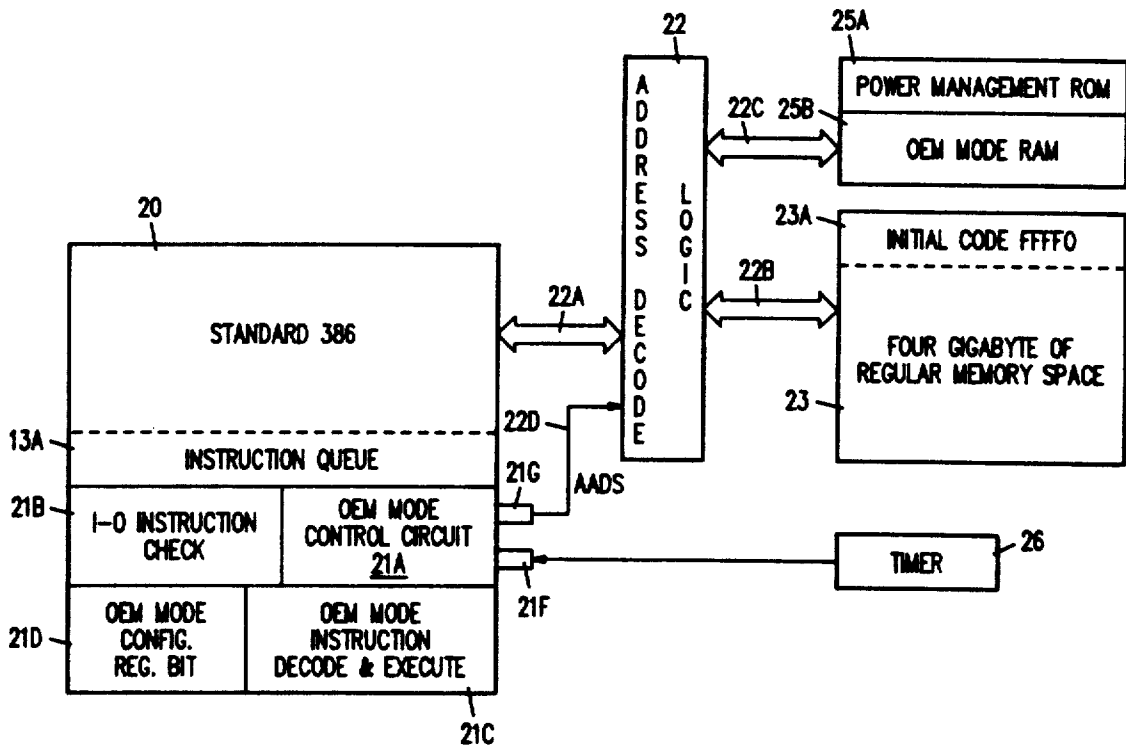 22
25A
POWER MANAGEMENT ROM
22C
25B
OEM MODE RAM
ADDRESS DECODE
LOGIC
20
23A
INITIAL CODE FFFFO
22B
22A
STANDARD 386
FOUR GIGABYTE OF
REGULAR MEMORY SPACE
23
22D
13A
INSTRUCTION QUEUE
21G
AADS
21B
I-O INSTRUCTION
CHECK
OEM MODE
CONTROL CIRCUIT
21A
26
TIMER
21F
21D
OEM MODE
CONFIG.
REG. BIT
OEM MODE
INSTRUCTION
DECODE & EXECUTE
21C